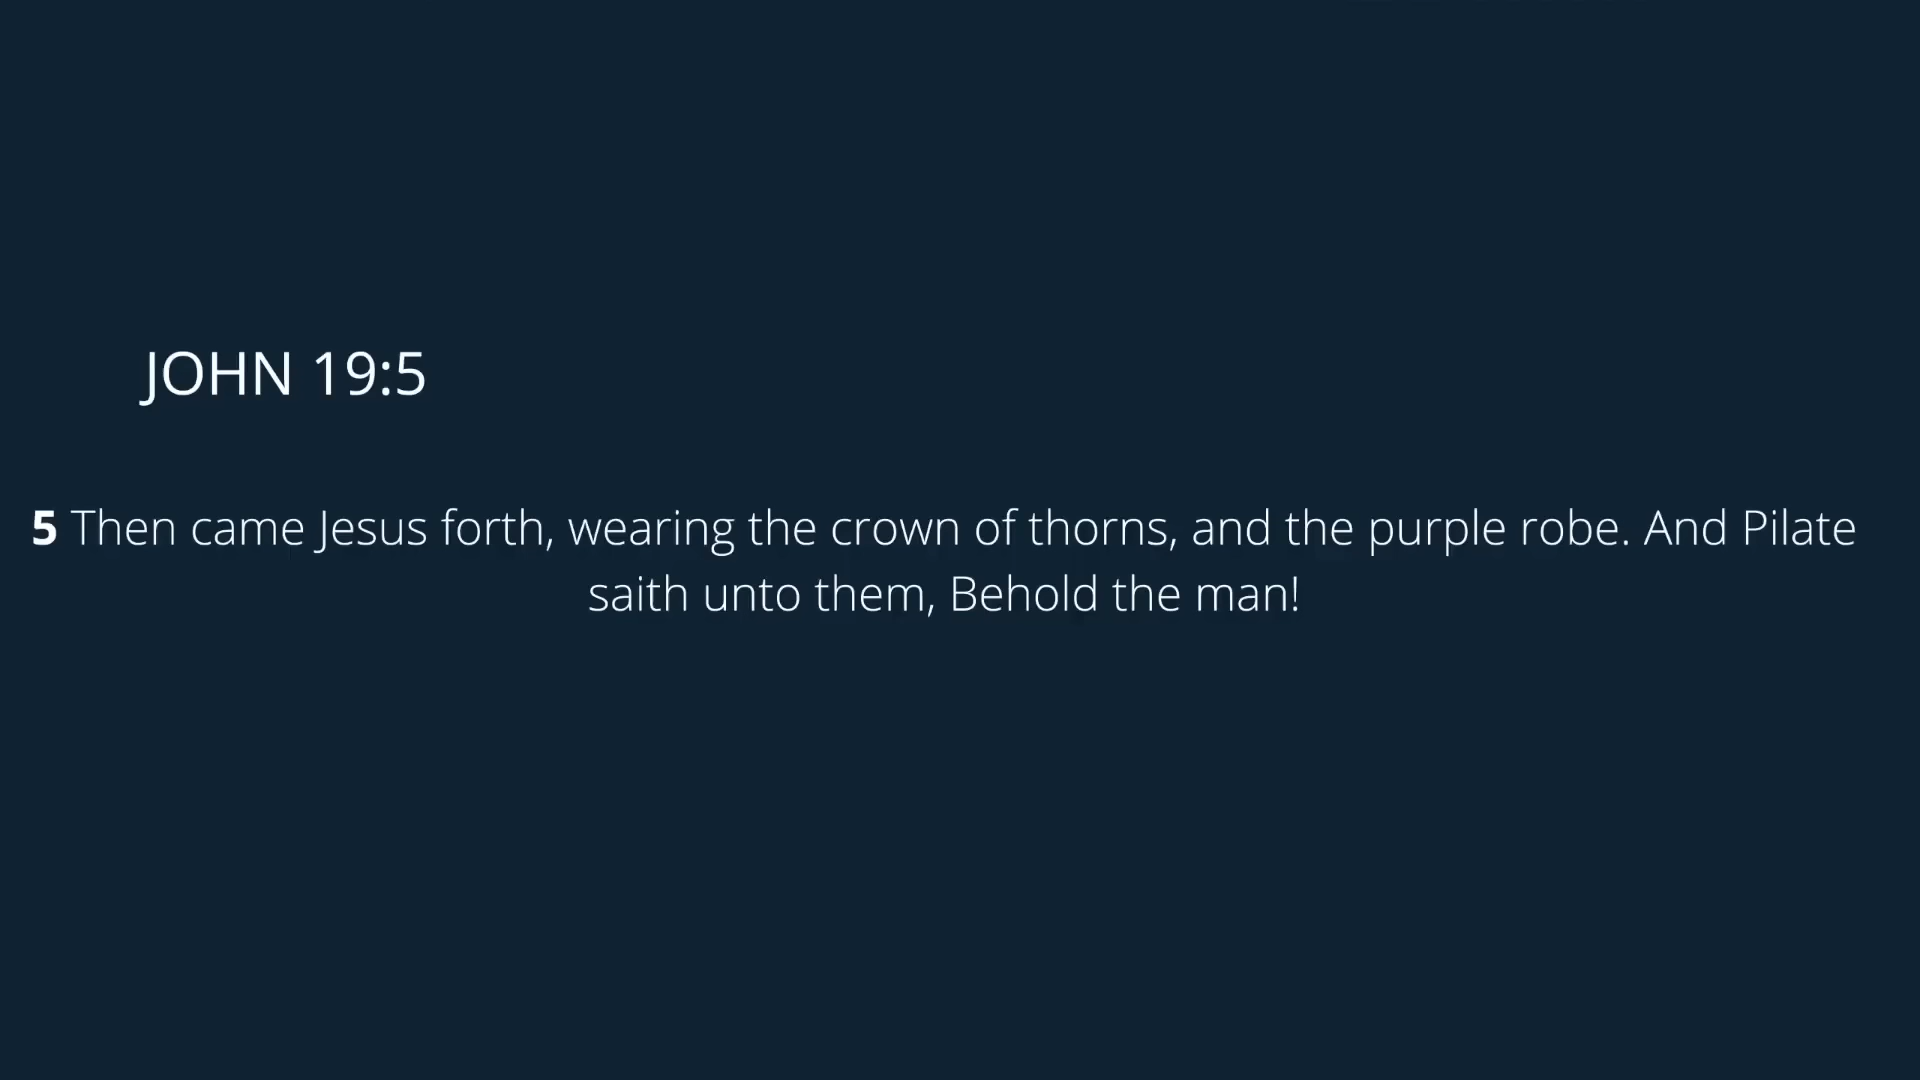 JOHN 19:5
5 Then came Jesus forth, wearing the crown of thorns, and the purple robe. And Pilate
saith unto them, Behold the man!